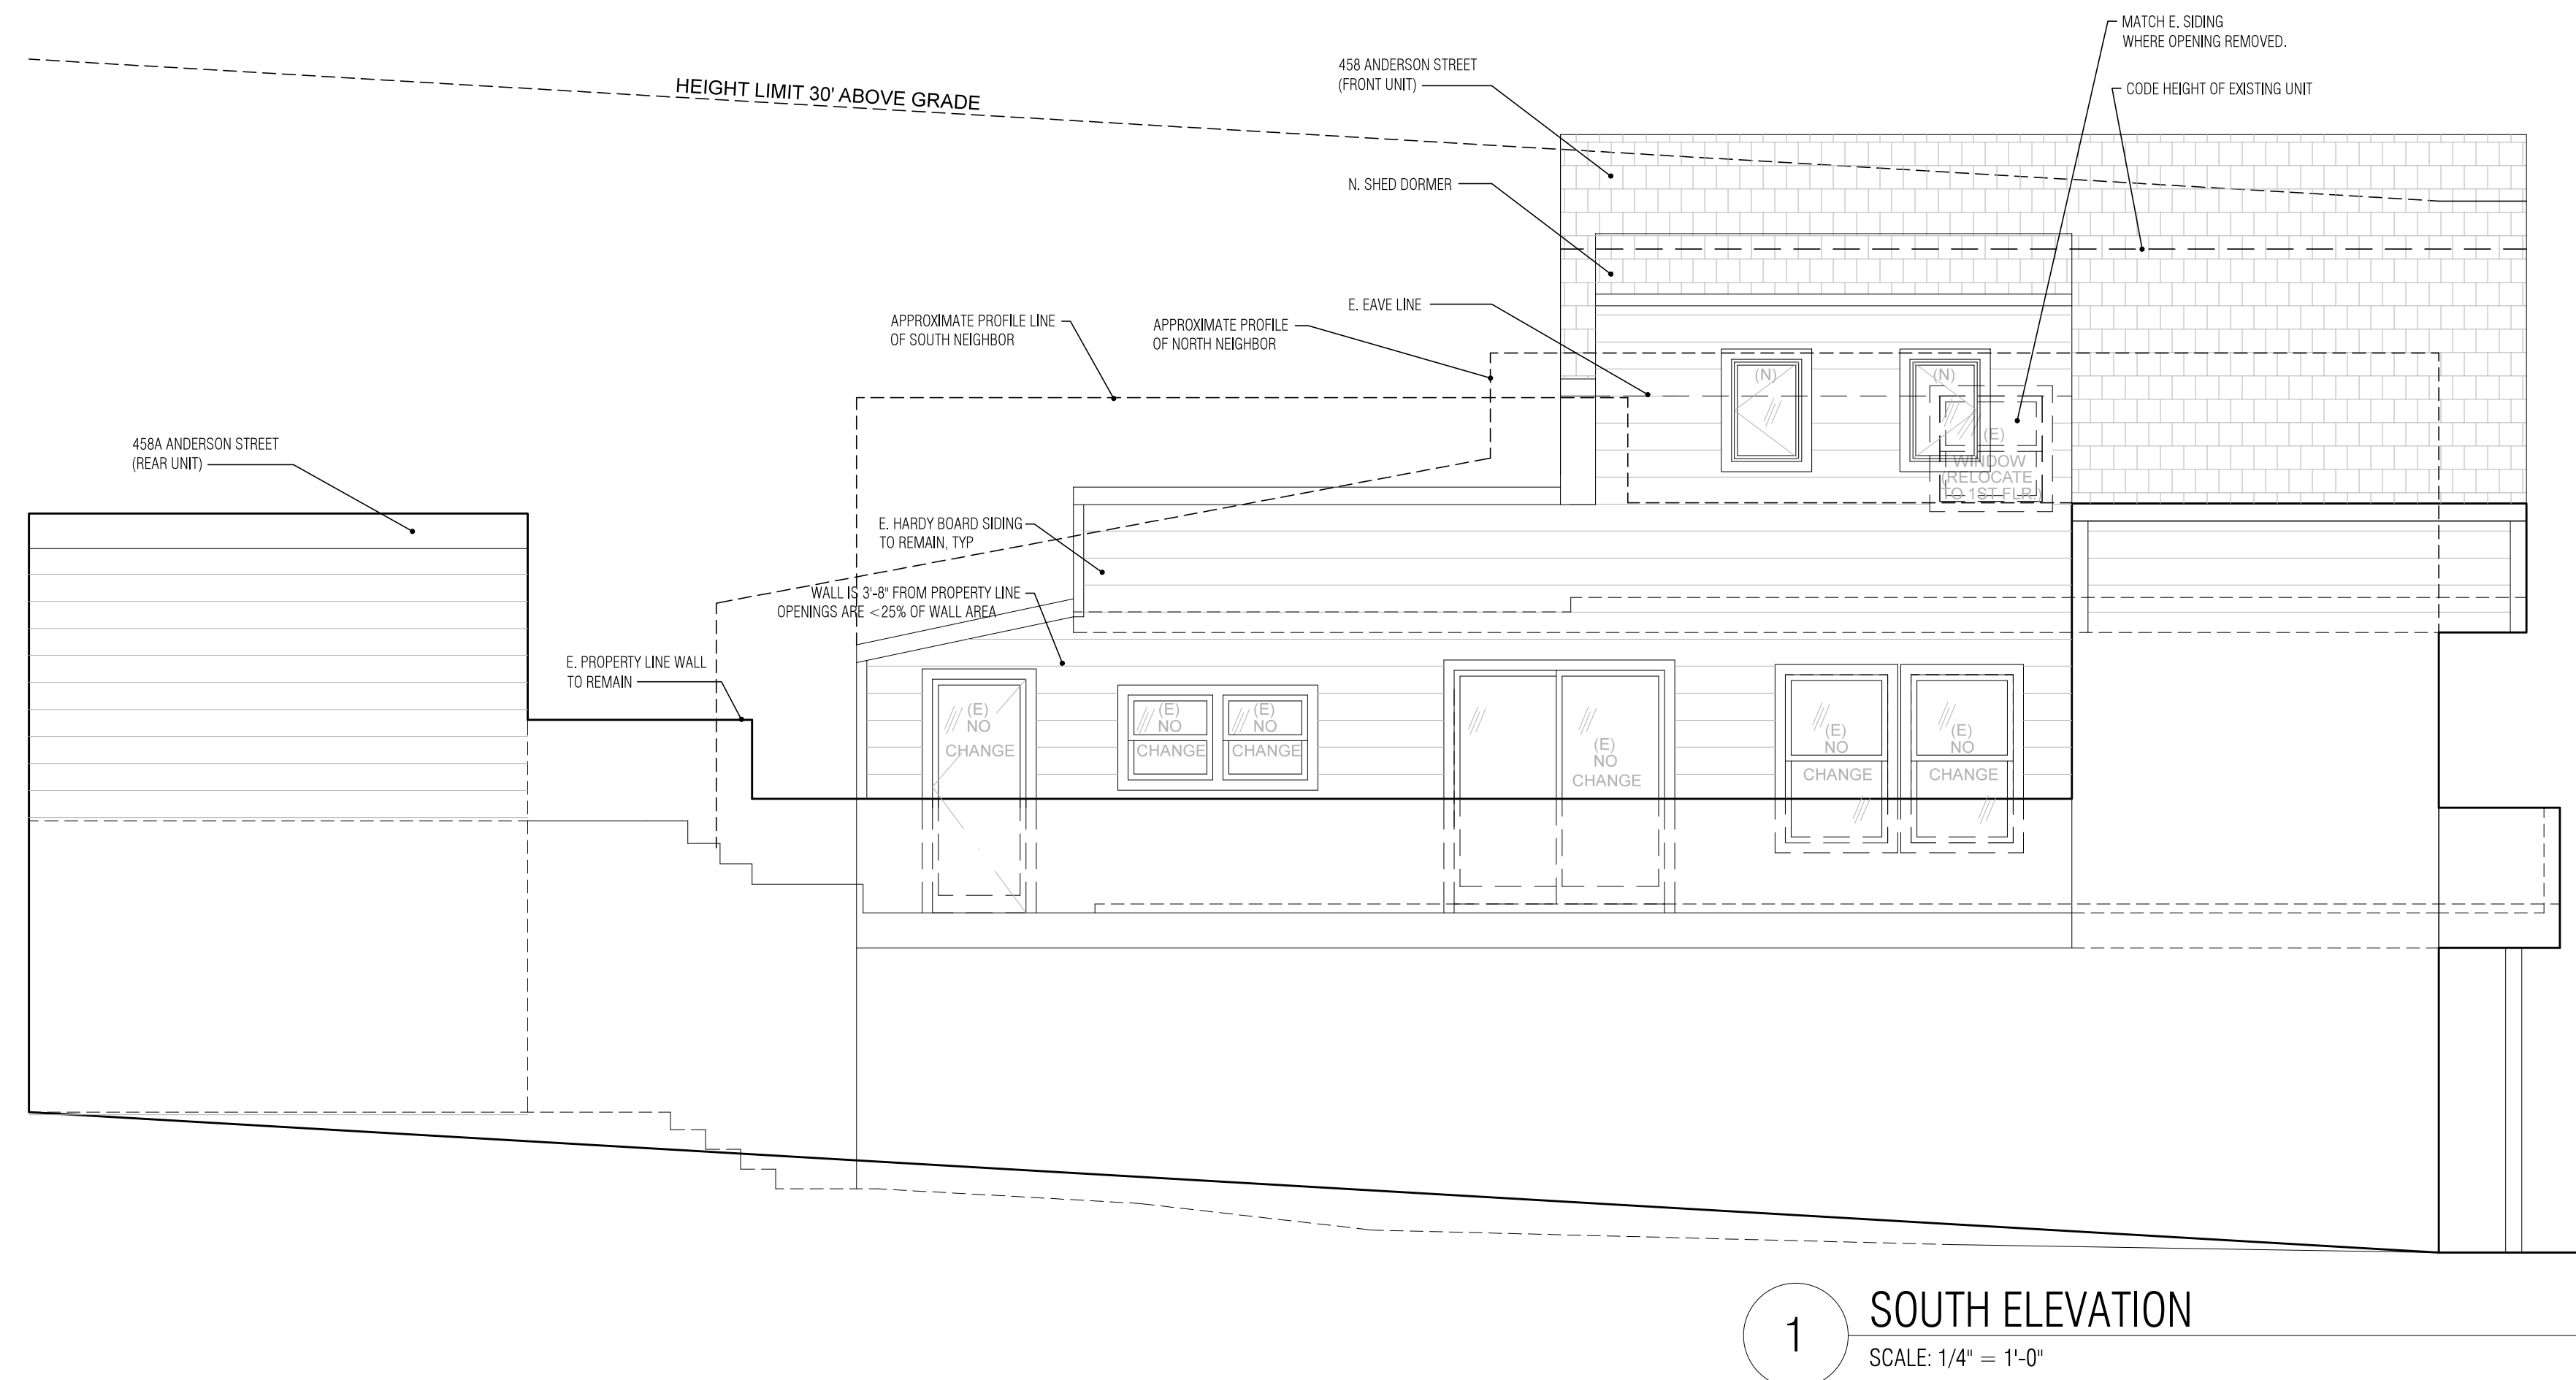 MATCH E. SIDING
WHERE OPENING REMOVED.
458 ANDERSON STREET
(FRONT UNIT)
HEIGHT LIMIT 30' ABOVE GRADE
CODE HEIGHT OF EXISTING UNIT
N. SHED DORMER
E. EAVE LINE
APPROXIMATE PROFILE LINE
OF SOUTH NEIGHBOR
APPROXIMATE PROFILE
OF NORTH NEIGHBOR
(N)
(N)
(E)
WINDOW
(RELOCATE
TO 1ST FLR.)
458A ANDERSON STREET
(REAR UNIT)
E. HARDY BOARD SIDING
TO REMAIN, TYP
WALL IS 3'-8" FROM PROPERTY LINE
OPENINGS ARE <25% OF WALL AREA
E. PROPERTY LINE WALL
TO REMAIN
(E)
NO
CHANGE
(E)
NO
CHANGE
(E)
NO
CHANGE
(E)
NO
CHANGE
(E)
NO
CHANGE
(E)
NO
CHANGE
1
SOUTH ELEVATION
SCALE: 1/4" = 1'-0"